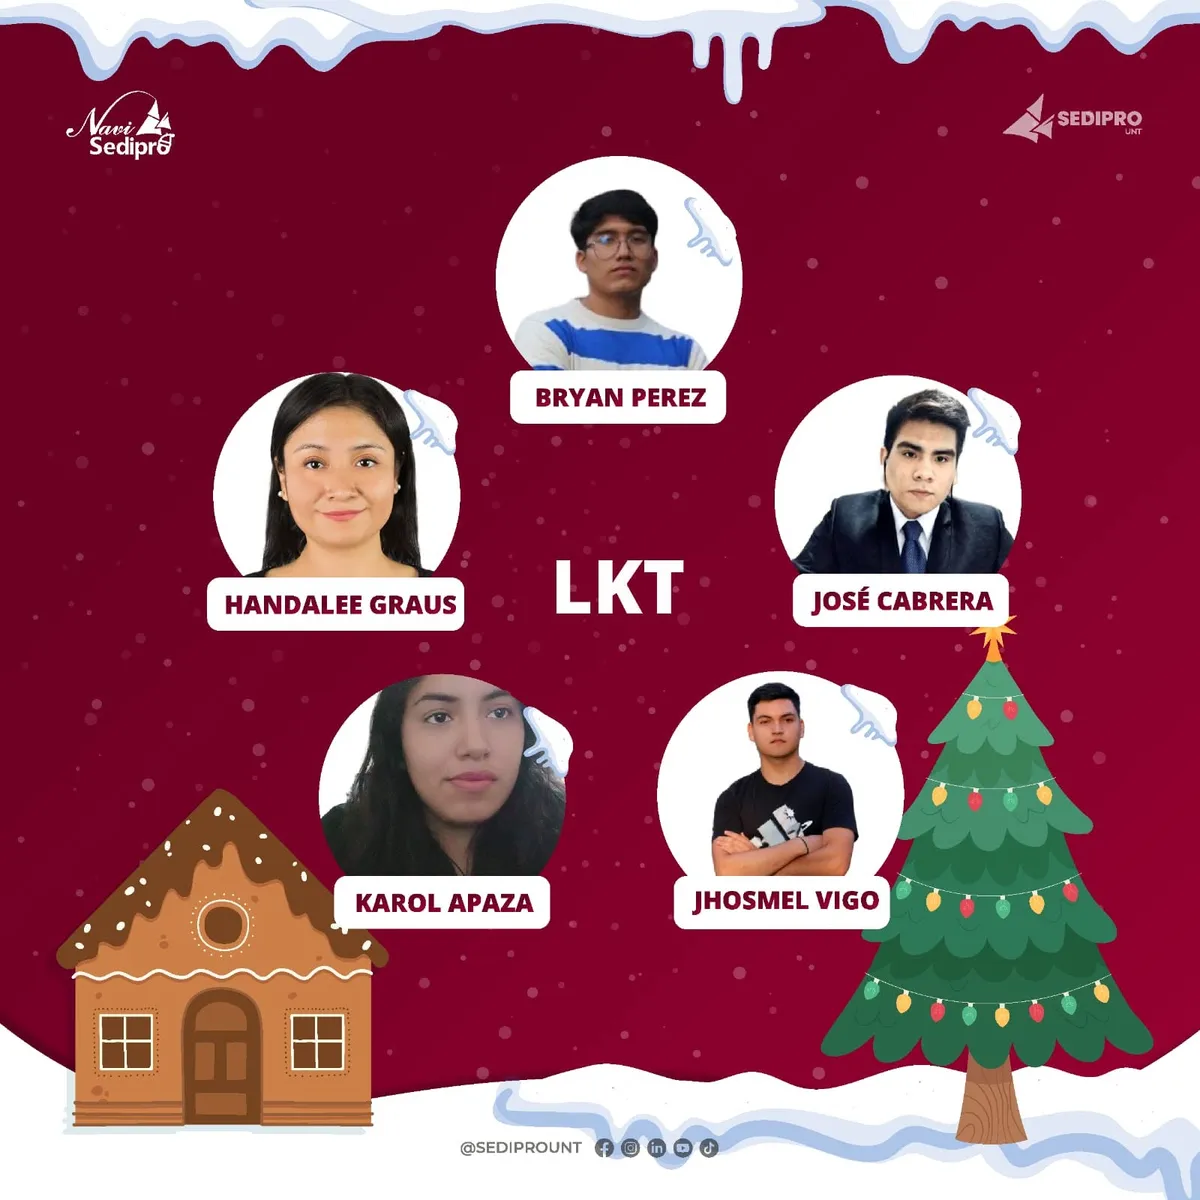 Navi
Sedipro
SEDIPRO
UNT
BRYAN PEREZ
HANDALEE GRAUS
JOSÉ CABRERA
LKT
KAROL APAZA
JHOSMEL VIGO
@SEDIPROUNT